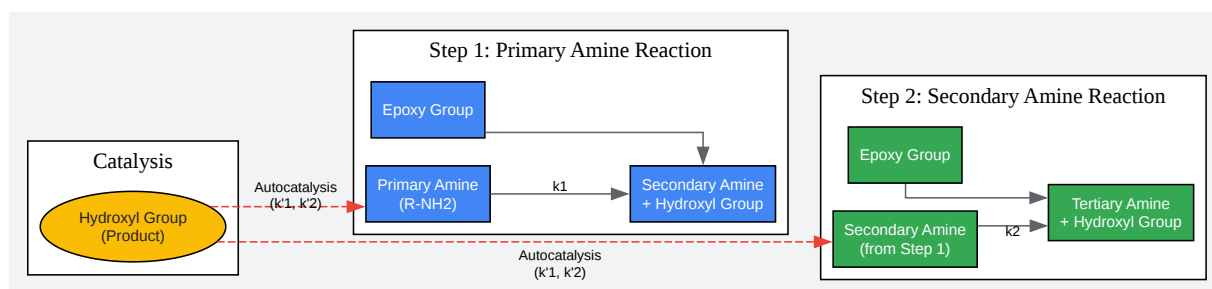 Step 1: Primary Amine Reaction
Epoxy Group
Primary Amine
(R-NH2)
k1
Secondary Amine
+ Hydroxyl Group
Step 2: Secondary Amine Reaction
Epoxy Group
Secondary Amine
(from Step 1)
k2
Tertiary Amine
+ Hydroxyl Group
Catalysis
Hydroxyl Group
(Product)
Autocatalysis
(k'1, k'2)
Autocatalysis
(k'1, k'2)